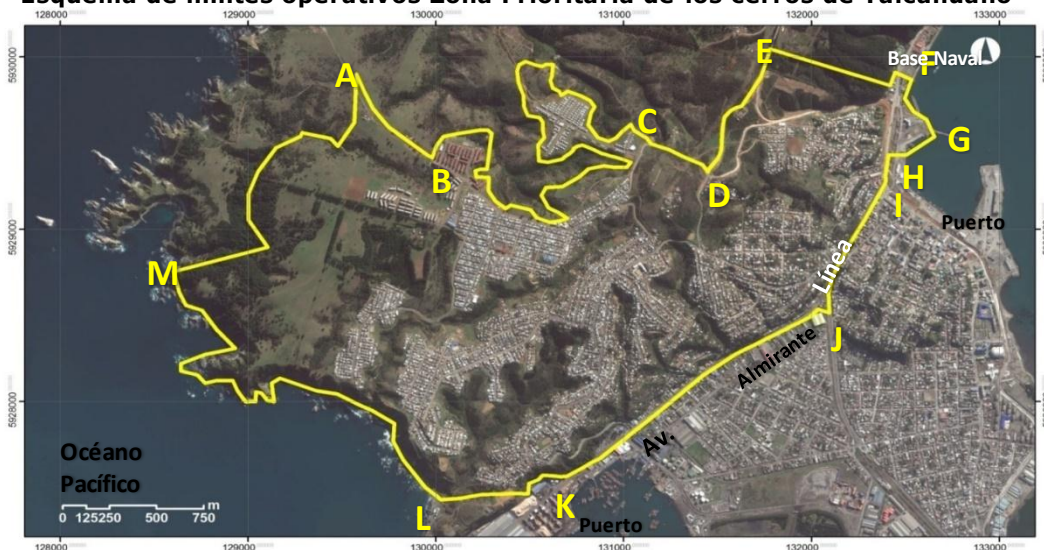 Esquema de límites operativos Zona Prioritaria de los cerros de Talcahuano
128000 129000 130000 131000 132000 133000
5930000
5929000
5928000
A
B
C
D
E
F
Base Naval
G
H
I
Puerto
Línea
J
Almirante
Av.
K
Puerto
L
M
Océano
Pacífico
m
0 125250 500 750
128000 129000 130000 131000 132000 133000